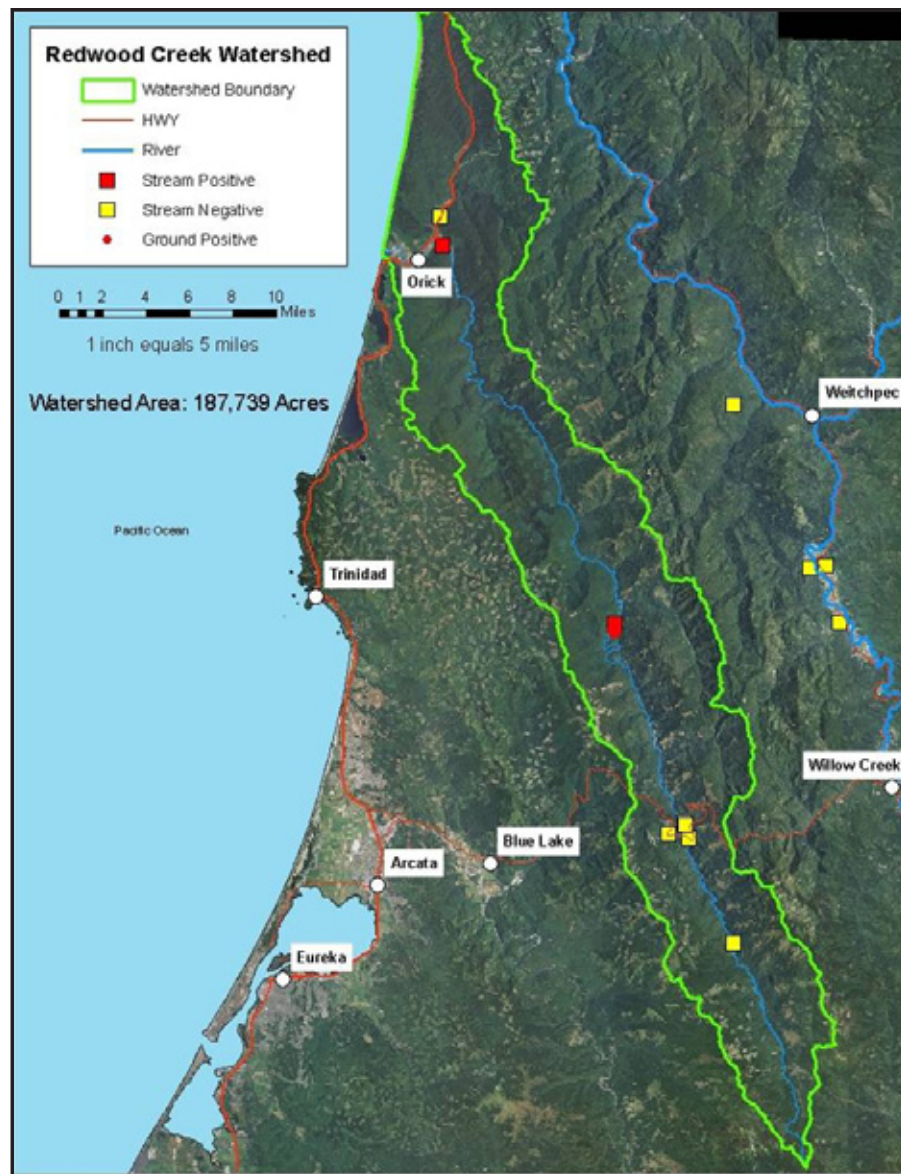 Redwood Creek Watershed
Watershed Boundary
HWY
River
Stream Positive
Stream Negative
Ground Positive
0 1 2 4 6 8 10
Miles
1 inch equals 5 miles
Watershed Area: 187,739 Acres
Orick
Weitchpec
Pacific Ocean
Trinidad
Willow Creek
Blue Lake
Arcata
Eureka